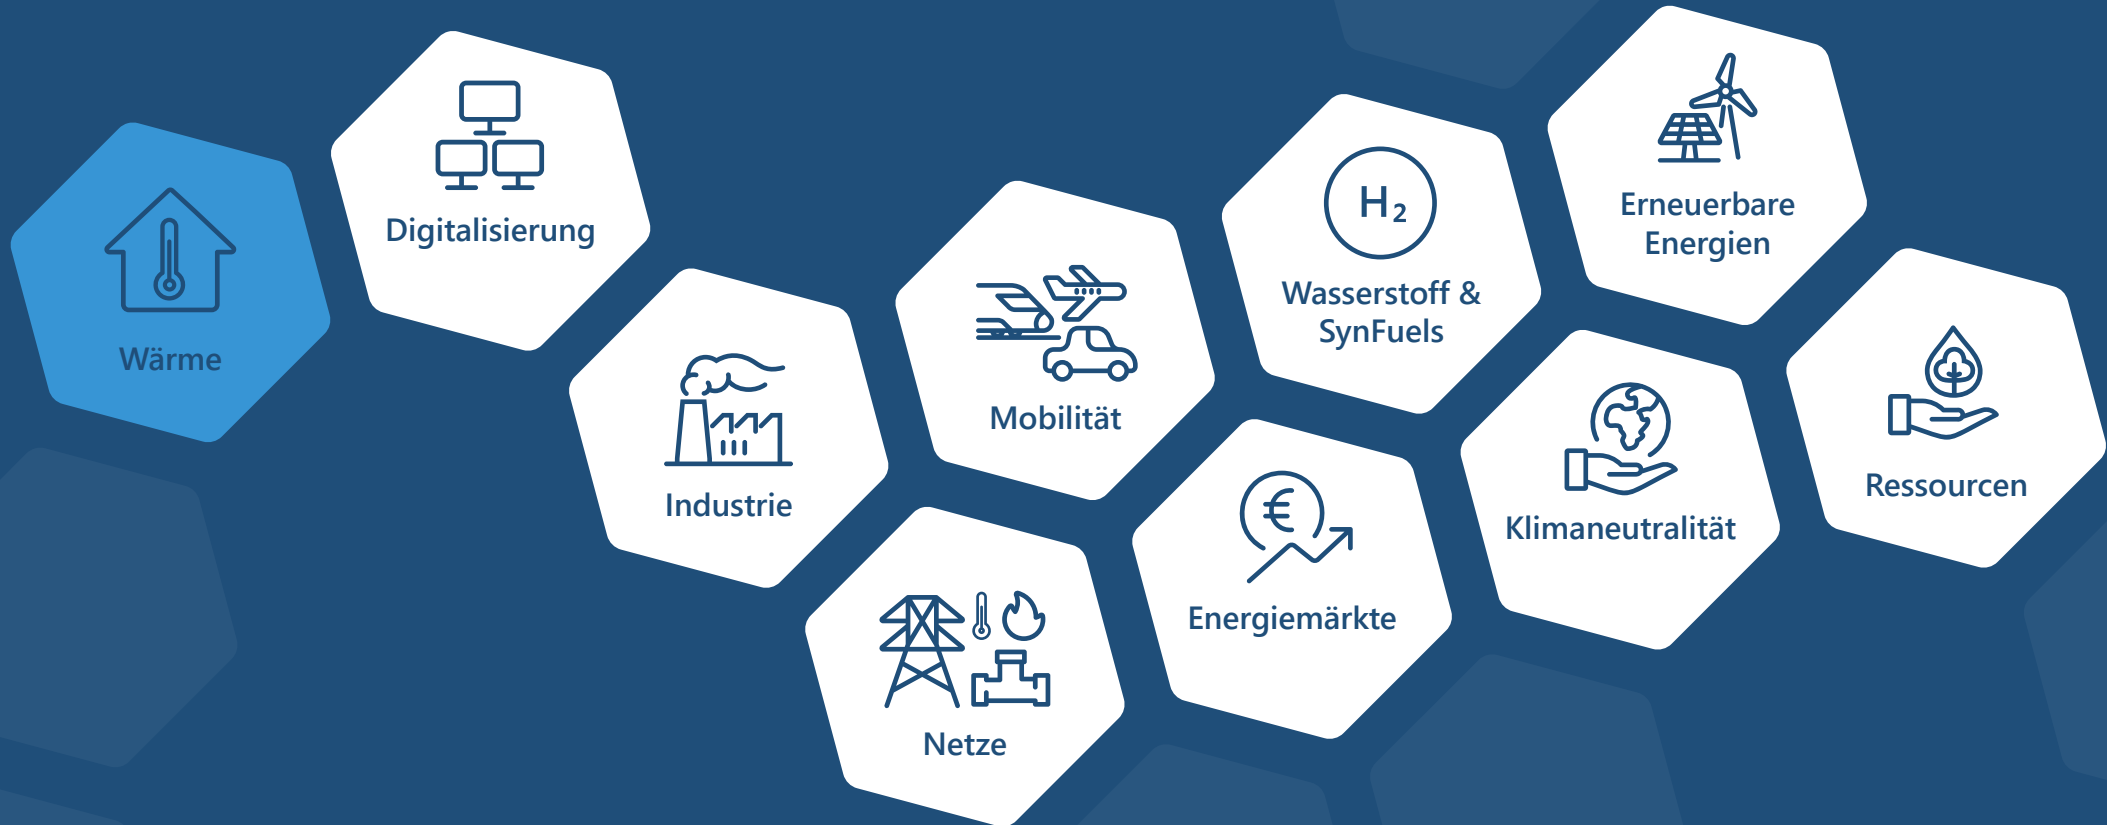 Wärme
Digitalisierung
Industrie
Mobilität
Netze
H₂
Wasserstoff &
SynFuels
€
Energiemärkte
Erneuerbare
Energien
Klimaneutralität
Ressourcen